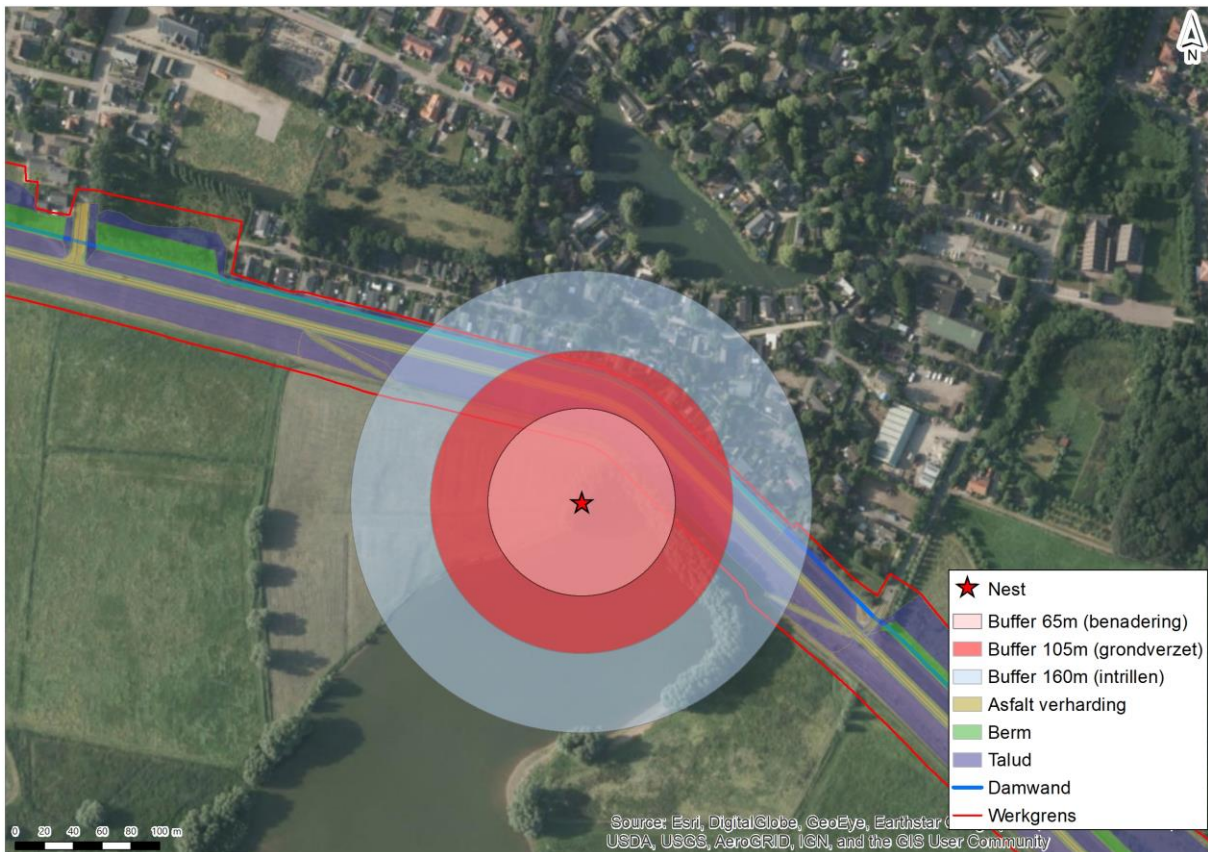 N
Nest
Buffer 65m (benadering)
Buffer 105m (grondverzet)
Buffer 160m (intrillen)
Asfalt verharding
Berm
Talud
Damwand
Werkgrens
0 20 40 60 80 100 m
Source: Esri, DigitalGlobe, GeoEye, Earthstar
USDA, USGS, AeroGRID, IGN, and the GIS User Community